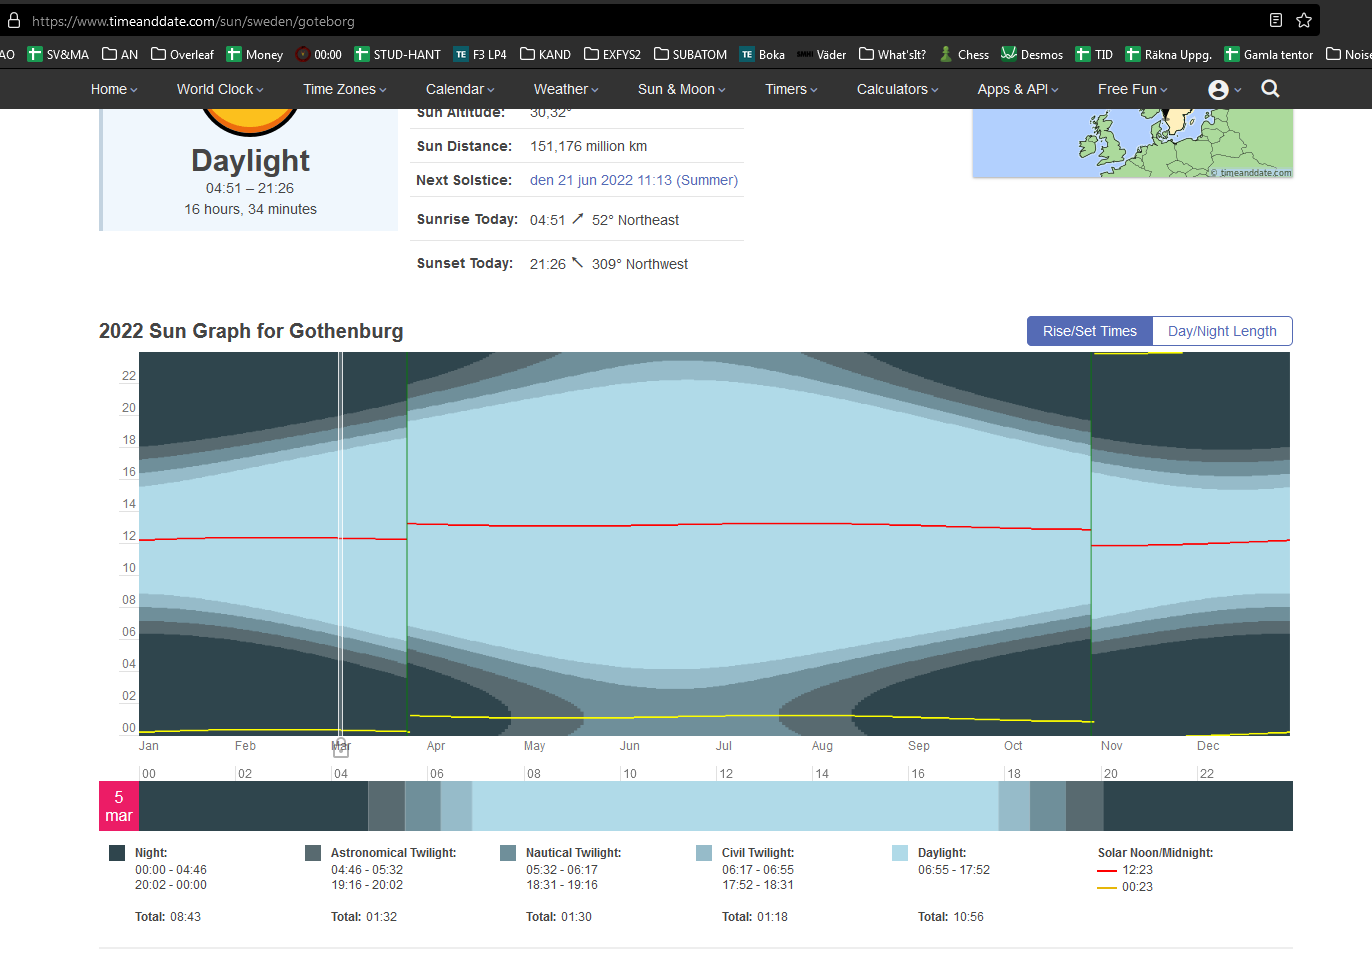 https://www.timeanddate.com/sun/sweden/goteborg
AO SV&MA AN Overleaf Money 00:00 STUD-HANT TE F3 LP4 KAND EXFYS2 SUBATOM TE Boka SMHI Väder What'sIt? Chess Desmos TID Räkna Uppg. Gamla tentor Noise
Home World Clock Time Zones Calendar Weather Sun & Moon Timers Calculators Apps & API Free Fun
Sun Altitude: 30,32°
Daylight
04:51 – 21:26
16 hours, 34 minutes
Sun Distance: 151,176 million km
Next Solstice: den 21 jun 2022 11:13 (Summer)
Sunrise Today: 04:51 ↗ 52° Northeast
Sunset Today: 21:26 ↖ 309° Northwest
© timeanddate.com
2022 Sun Graph for Gothenburg
Rise/Set Times Day/Night Length
22
20
18
16
14
12
10
08
06
04
02
00
Jan Feb Mar Apr May Jun Jul Aug Sep Oct Nov Dec
00 02 04 06 08 10 12 14 16 18 20 22
5
mar
Night:
00:00 - 04:46
20:02 - 00:00
Total: 08:43
Astronomical Twilight:
04:46 - 05:32
19:16 - 20:02
Total: 01:32
Nautical Twilight:
05:32 - 06:17
18:31 - 19:16
Total: 01:30
Civil Twilight:
06:17 - 06:55
17:52 - 18:31
Total: 01:18
Daylight:
06:55 - 17:52
Total: 10:56
Solar Noon/Midnight:
12:23
00:23